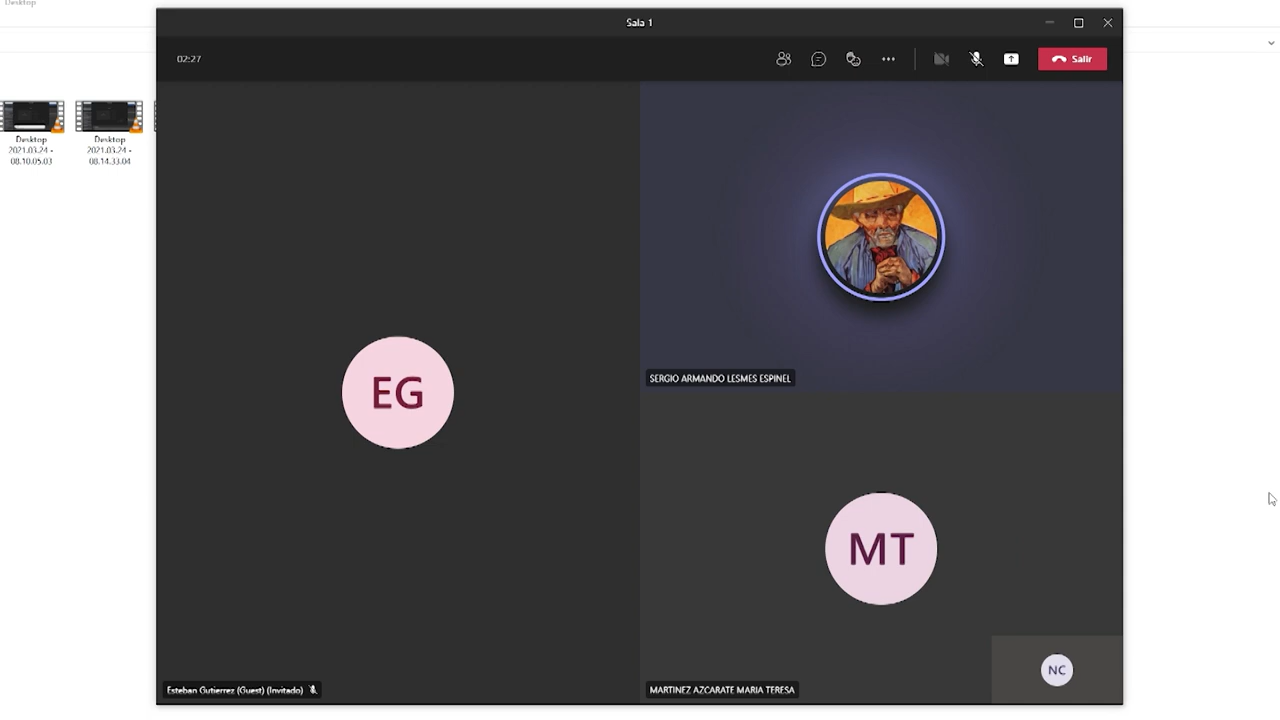 Desktop
Sala 1
02:27
Salir
Desktop
2021.03.24 -
08.10.05.03
Desktop
2021.03.24 -
08.14.33.04
EG
SERGIO ARMANDO LESMES ESPINEL
MT
NC
Esteban Gutierrez (Guest) (Invitado)
MARTINEZ AZCARATE MARIA TERESA